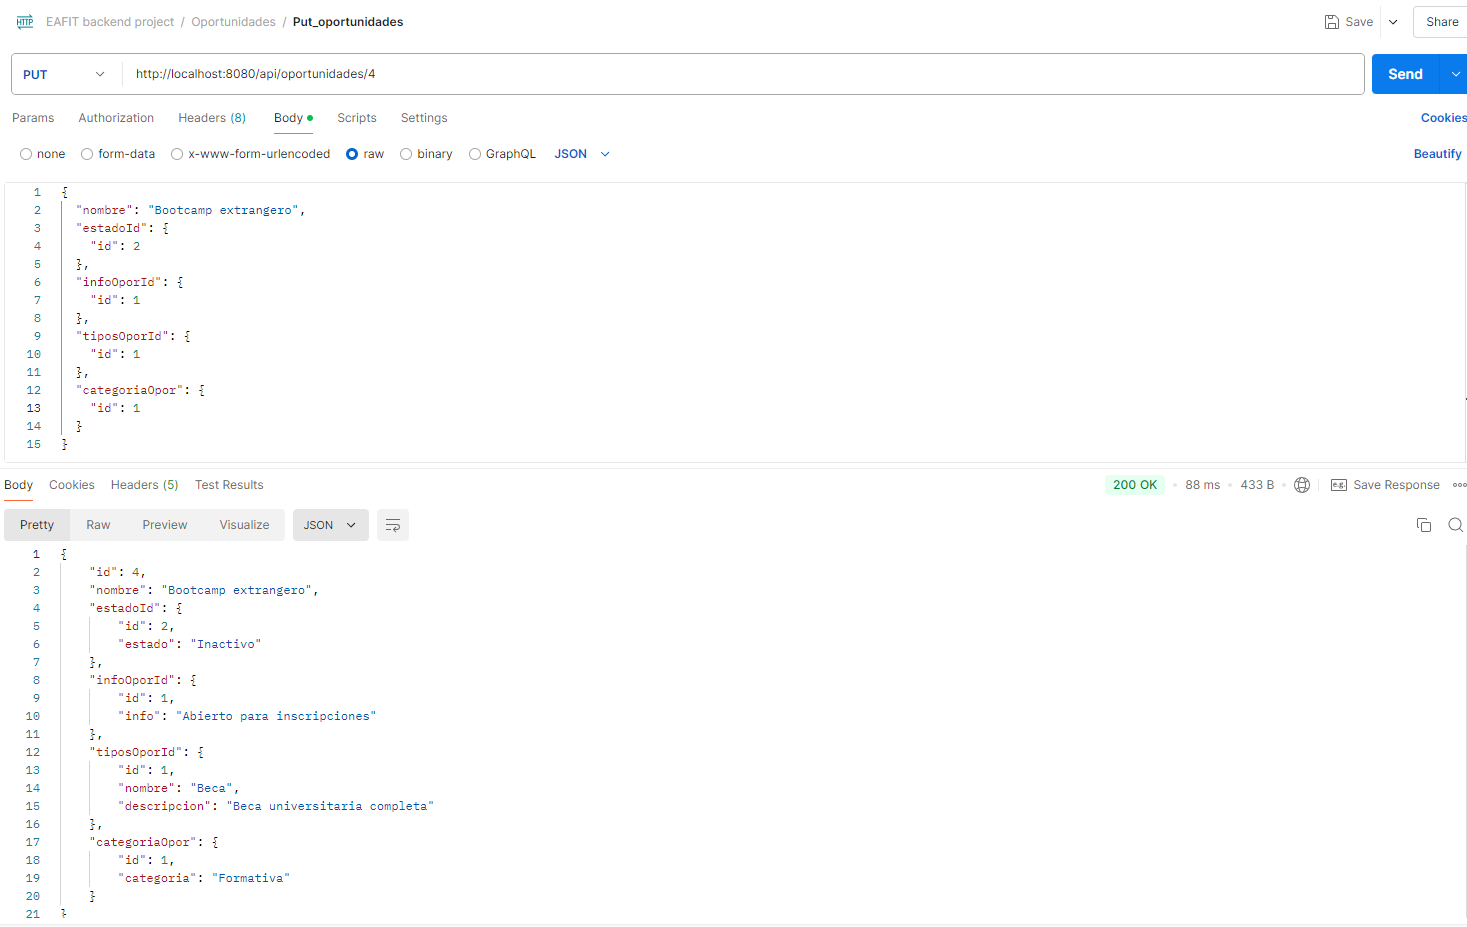 HTTP EAFIT backend project / Oportunidades / Put_oportunidades Save Share
PUT http://localhost:8080/api/oportunidades/4 Send
Params Authorization Headers (8) Body Scripts Settings Cookies
none form-data x-www-form-urlencoded raw binary GraphQL JSON Beautify
1 {
2 "nombre": "Bootcamp extrangero",
3 "estadoId": {
4 "id": 2
5 },
6 "infoOporId": {
7 "id": 1
8 },
9 "tiposOporId": {
10 "id": 1
11 },
12 "categoriaOpor": {
13 "id": 1
14 }
15 }
Body Cookies Headers (5) Test Results 200 OK 88 ms 433 B e.g. Save Response
Pretty Raw Preview Visualize JSON
1 {
2 "id": 4,
3 "nombre": "Bootcamp extrangero",
4 "estadoId": {
5 "id": 2,
6 "estado": "Inactivo"
7 },
8 "infoOporId": {
9 "id": 1,
10 "info": "Abierto para inscripciones"
11 },
12 "tiposOporId": {
13 "id": 1,
14 "nombre": "Beca",
15 "descripcion": "Beca universitaria completa"
16 },
17 "categoriaOpor": {
18 "id": 1,
19 "categoria": "Formativa"
20 }
21 }